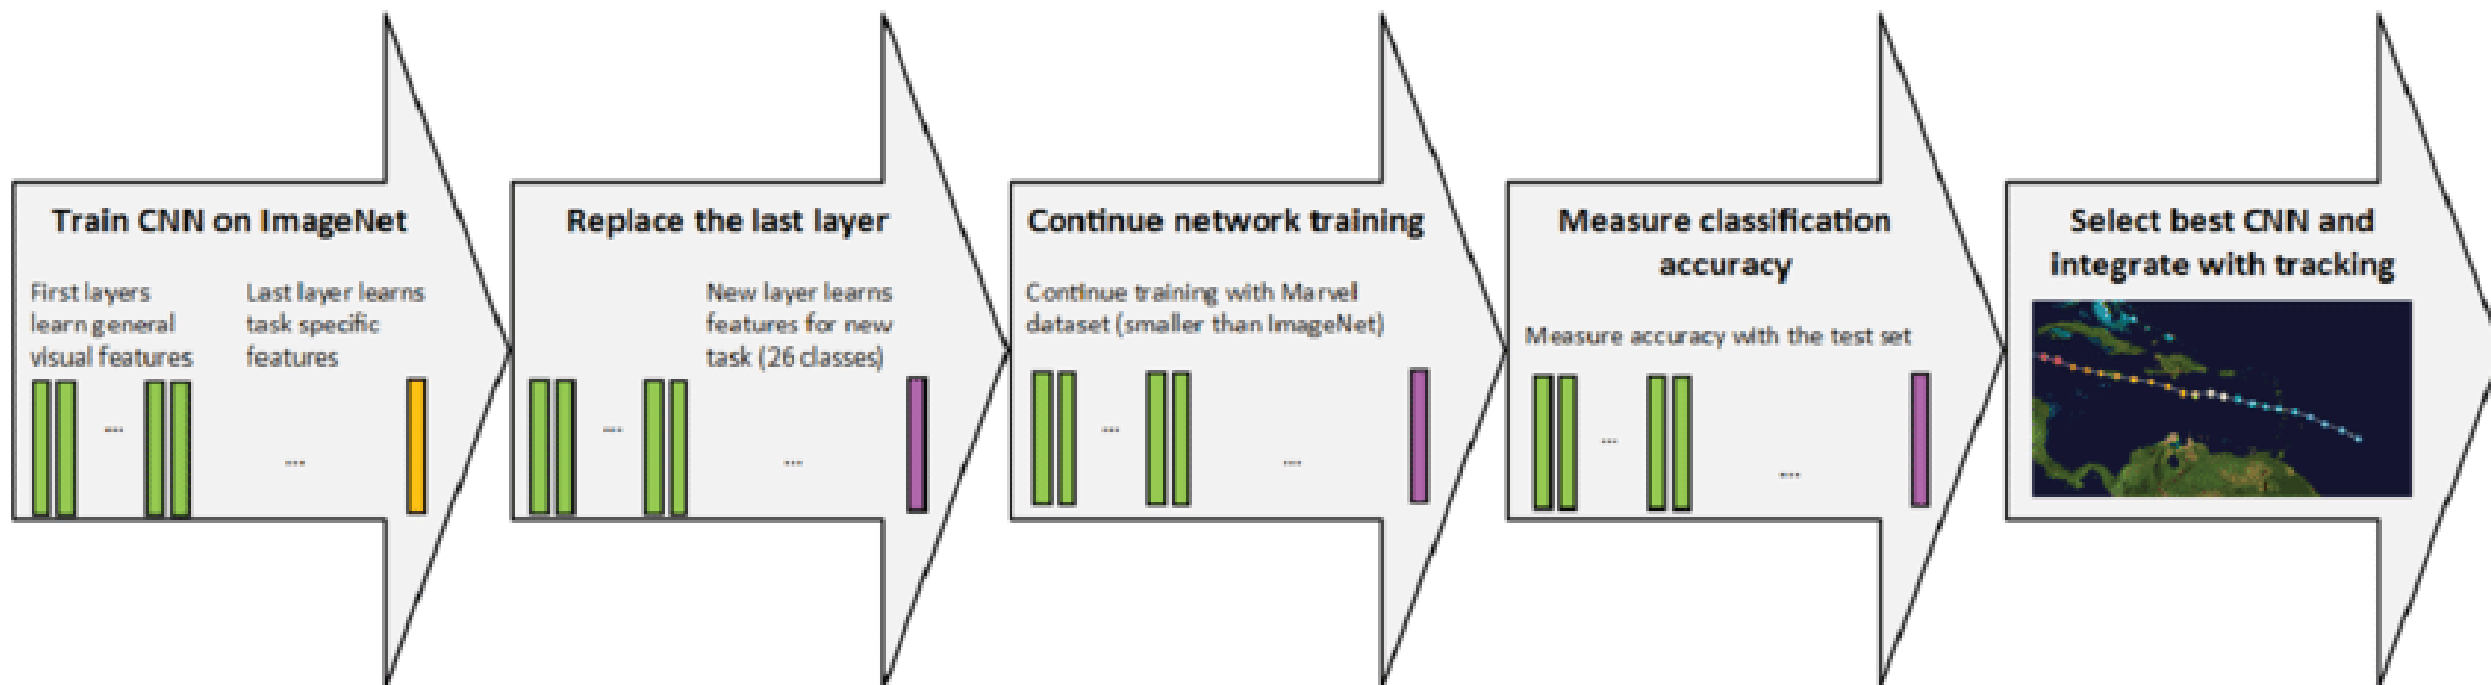 Train CNN on ImageNet
First layers
learn general
visual features
Last layer learns
task specific
features
...
...
Replace the last layer
New layer learns
features for new
task (26 classes)
...
...
Continue network training
Continue training with Marvel
dataset (smaller than ImageNet)
...
...
Measure classification
accuracy
Measure accuracy with the test set
...
...
Select best CNN and
integrate with tracking